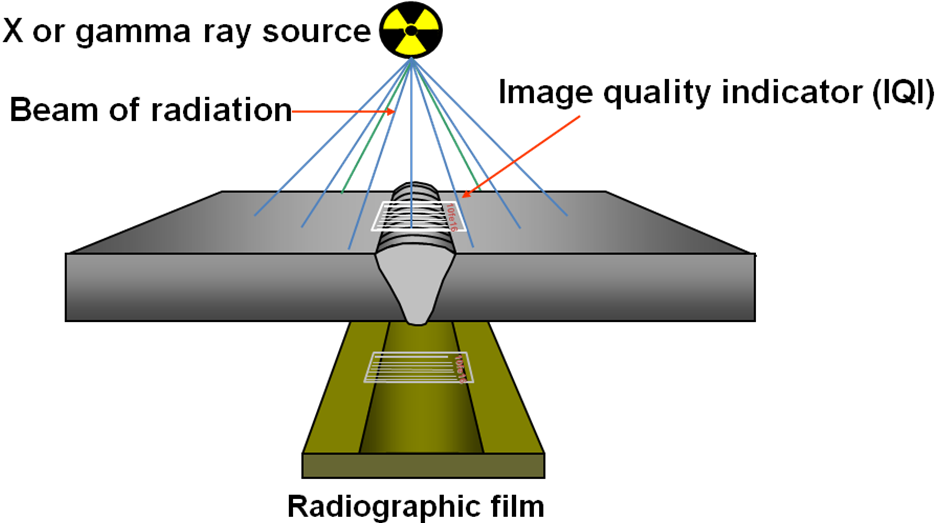 X or gamma ray source
Beam of radiation
Image quality indicator (IQI)
Radiographic film